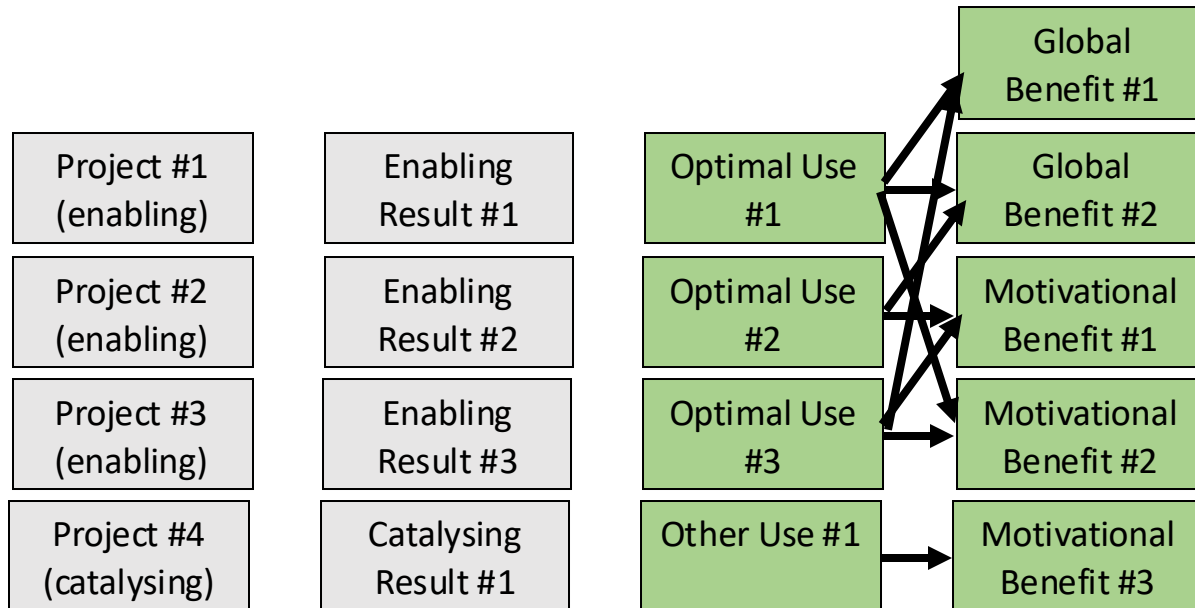 Global
Benefit #1
Project #1
(enabling)
Enabling
Result #1
Optimal Use
#1
Global
Benefit #2
Project #2
(enabling)
Enabling
Result #2
Optimal Use
#2
Motivational
Benefit #1
Project #3
(enabling)
Enabling
Result #3
Optimal Use
#3
Motivational
Benefit #2
Project #4
(catalysing)
Catalysing
Result #1
Other Use #1
Motivational
Benefit #3